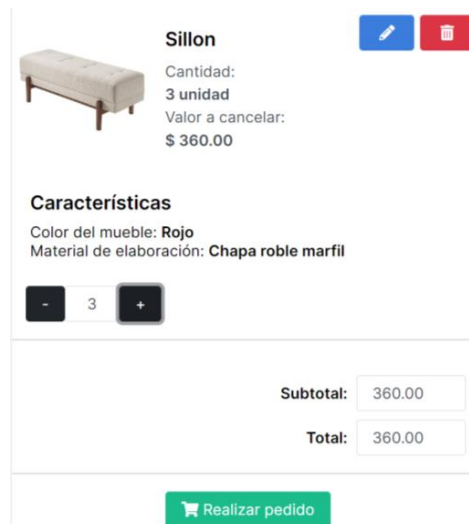 Sillon
Cantidad:
3 unidad
Valor a cancelar:
$ 360.00
Características
Color del mueble: Rojo
Material de elaboración: Chapa roble marfil
- 3 +
Subtotal: 360.00
Total: 360.00
Realizar pedido